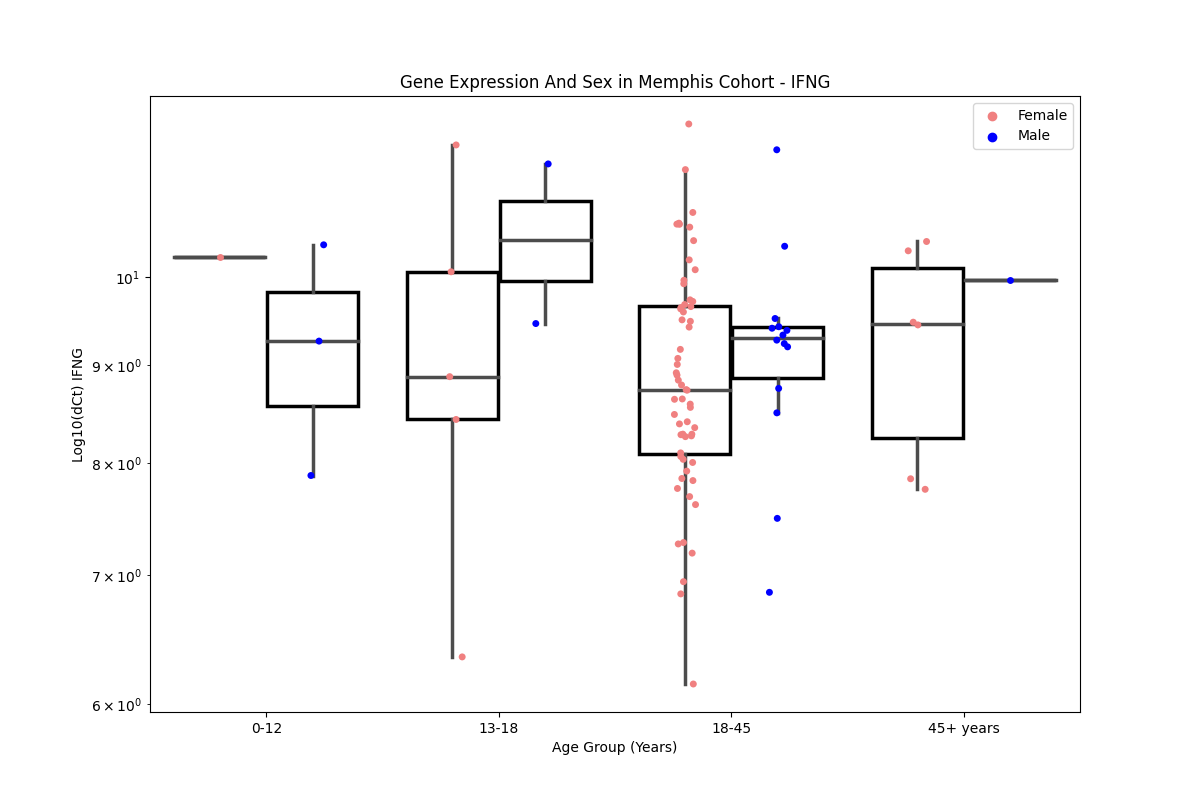 Gene Expression And Sex in Memphis Cohort - IFNG
Female
Male
Log10(dCt) IFNG
10¹
9 × 10⁰
8 × 10⁰
7 × 10⁰
6 × 10⁰
0-12
13-18
18-45
45+ years
Age Group (Years)